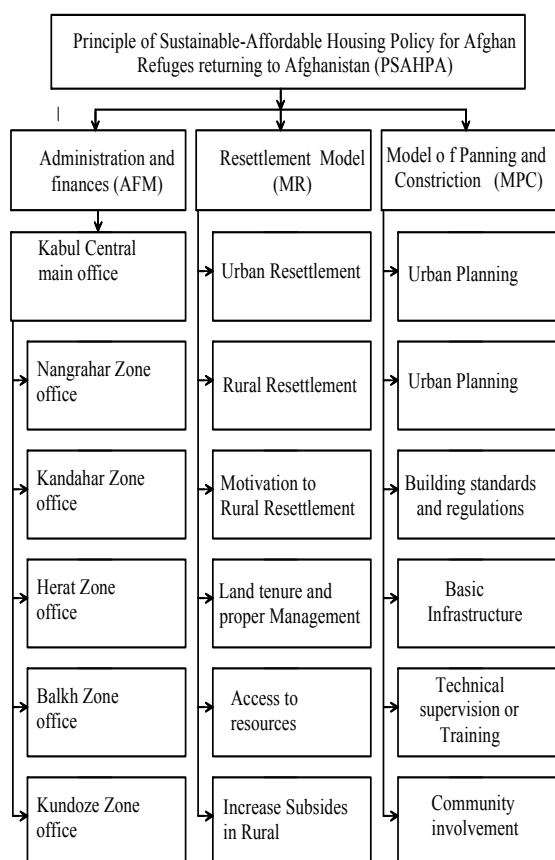 Principle of Sustainable-Affordable Housing Policy for Afghan
Refuges returning to Afghanistan (PSAHPA)
Administration and
finances (AFM)
Kabul Central
main office
Nangrahar Zone
office
Kandahar Zone
office
Herat Zone
office
Balkh Zone
office
Kundoze Zone
office
Resettlement Model
(MR)
Urban Resettlement
Rural Resettlement
Motivation to
Rural Resettlement
Land tenure and
proper Management
Access to
resources
Increase Subsides
in Rural
Model o f Panning and
Constriction (MPC)
Urban Planning
Urban Planning
Building standards
and regulations
Basic
Infrastructure
Technical
supervision or
Training
Community
involvement